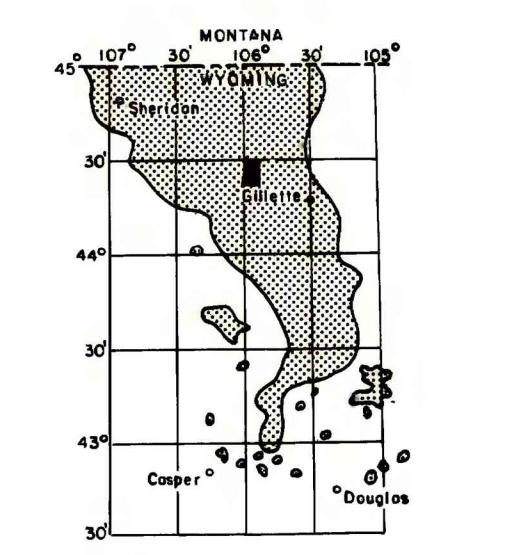 MONTANA
107° 30' 106° 30' 105°
45°
WYOMING
Sheridan
30'
Gillette
44°
30'
43°
Casper
Douglas
30'